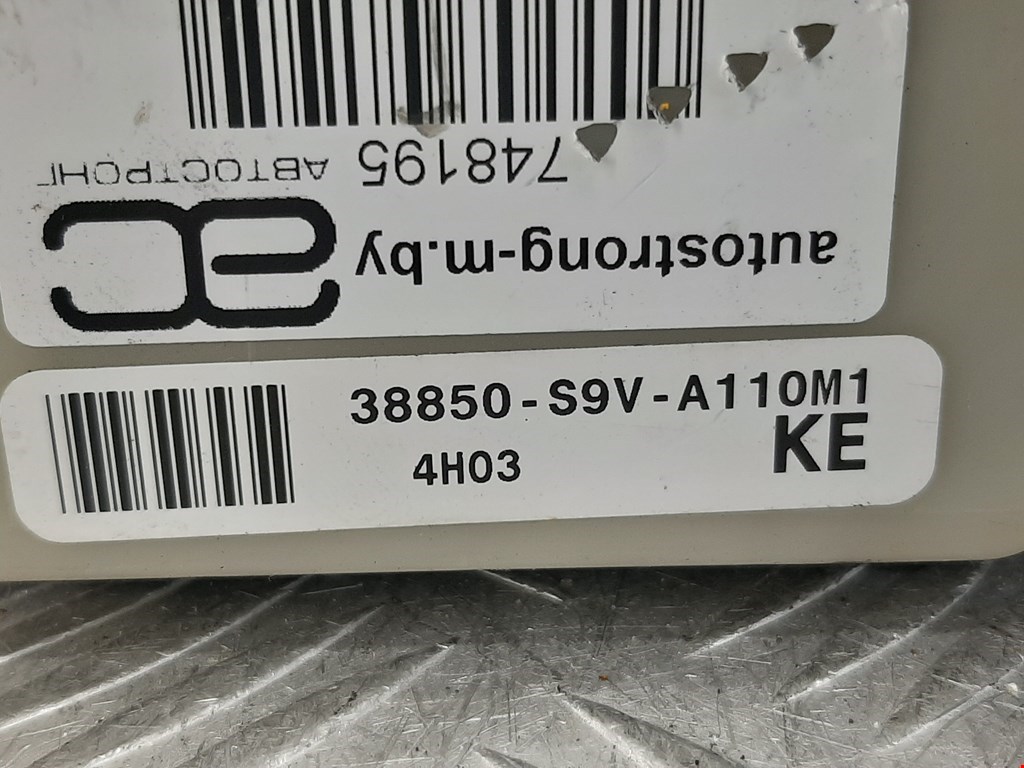 autostrong-m.by
748195 АВТОСТРОНГ
38850-S9V-A110M1
4H03
KE